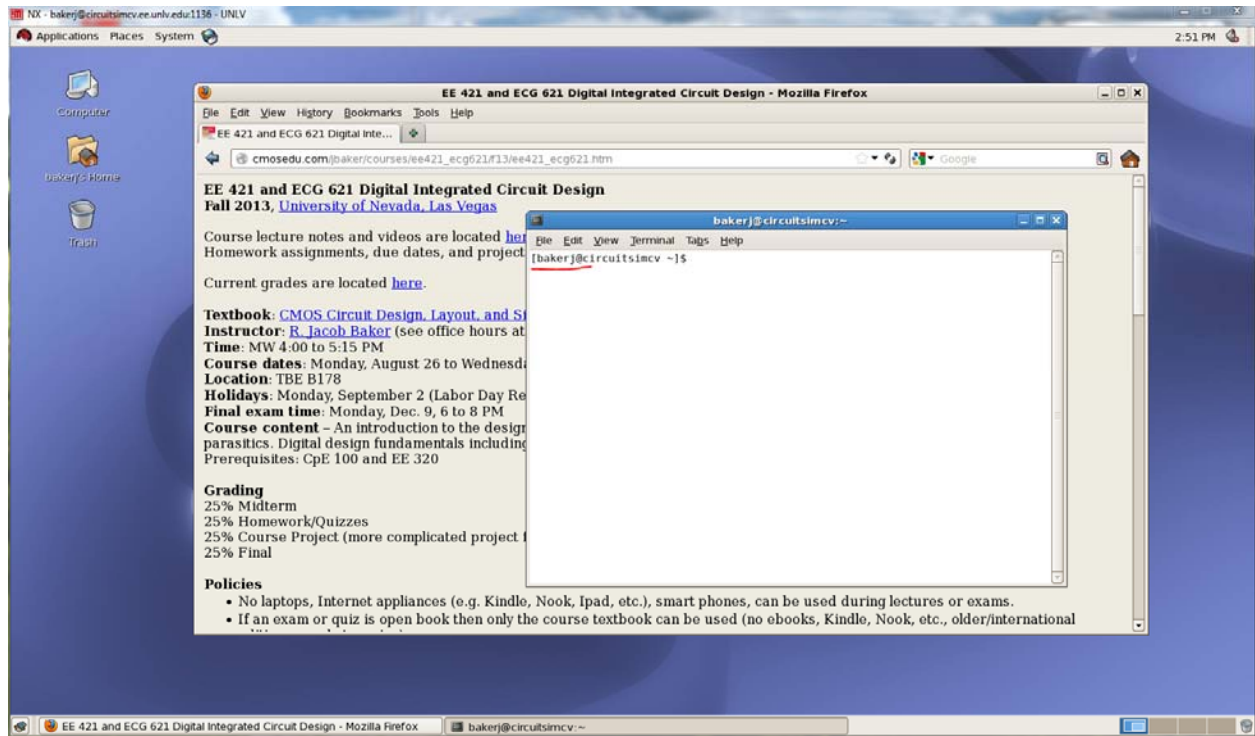 NX - bakerj@circuitsimcv.ee.unlv.edu:1136 - UNLV
Applications Places System
2:51 PM
Computer
bakerj's Home
Trash
EE 421 and ECG 621 Digital Integrated Circuit Design - Mozilla Firefox
File Edit View History Bookmarks Tools Help
EE 421 and ECG 621 Digital Inte...
cmosedu.com/jbaker/courses/ee421_ecg621/f13/ee421_ecg621.htm
Google
EE 421 and ECG 621 Digital Integrated Circuit Design
Fall 2013, University of Nevada, Las Vegas
Course lecture notes and videos are located her
Homework assignments, due dates, and project
Current grades are located here.
Textbook: CMOS Circuit Design, Layout, and Si
Instructor: R. Jacob Baker (see office hours at
Time: MW 4:00 to 5:15 PM
Course dates: Monday, August 26 to Wednesda
Location: TBE B178
Holidays: Monday, September 2 (Labor Day Re
Final exam time: Monday, Dec. 9, 6 to 8 PM
Course content – An introduction to the design
parasitics. Digital design fundamentals including
Prerequisites: CpE 100 and EE 320
Grading
25% Midterm
25% Homework/Quizzes
25% Course Project (more complicated project f
25% Final
Policies
• No laptops, Internet appliances (e.g. Kindle, Nook, Ipad, etc.), smart phones, can be used during lectures or exams.
• If an exam or quiz is open book then only the course textbook can be used (no ebooks, Kindle, Nook, etc., older/international
bakerj@circuitsimcv:~
File Edit View Terminal Tabs Help
[bakerj@circuitsimcv ~]$
EE 421 and ECG 621 Digital Integrated Circuit Design - Mozilla Firefox
bakerj@circuitsimcv:~